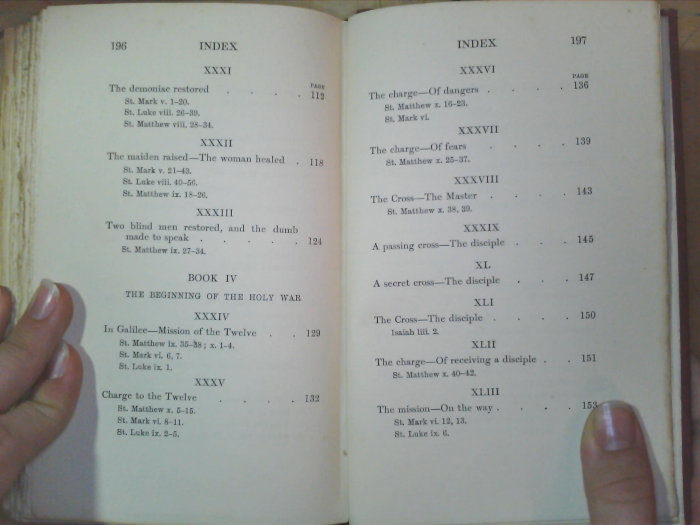 196 INDEX
XXXI
PAGE
The demoniac restored . . . . 112
St. Mark v. 1-20.
St. Luke viii. 26-39.
St. Matthew viii. 28-34.
XXXII
The maiden raised—The woman healed . 118
St. Mark v. 21-43.
St. Luke viii. 40-56.
St. Matthew ix. 18-26.
XXXIII
Two blind men restored, and the dumb
made to speak . . . . . 124
St. Matthew ix. 27-34.
BOOK IV
THE BEGINNING OF THE HOLY WAR
XXXIV
In Galilee—Mission of the Twelve . . 129
St. Matthew ix. 35-38; x. 1-4.
St. Mark vi. 6, 7.
St. Luke ix. 1.
XXXV
Charge to the Twelve . . . . 132
St. Matthew x. 5-15.
St. Mark vi. 8-11.
St. Luke ix. 2-5.
INDEX 197
XXXVI
PAGE
The charge—Of dangers . . . . 136
St. Matthew x. 16-23.
St. Mark vi.
XXXVII
The charge—Of fears . . . . 139
St. Matthew x. 25-37.
XXXVIII
The Cross—The Master . . . . 143
St. Matthew x. 38, 39.
XXXIX
A passing cross—The disciple . . . 145
XL
A secret cross—The disciple . . . 147
XLI
The Cross—The disciple . . . . 150
Isaiah liii. 2.
XLII
The charge—Of receiving a disciple . . 151
St. Matthew x. 40-42.
XLIII
The mission—On the way . . . . 153
St. Mark vi. 12, 13.
St. Luke ix. 6.